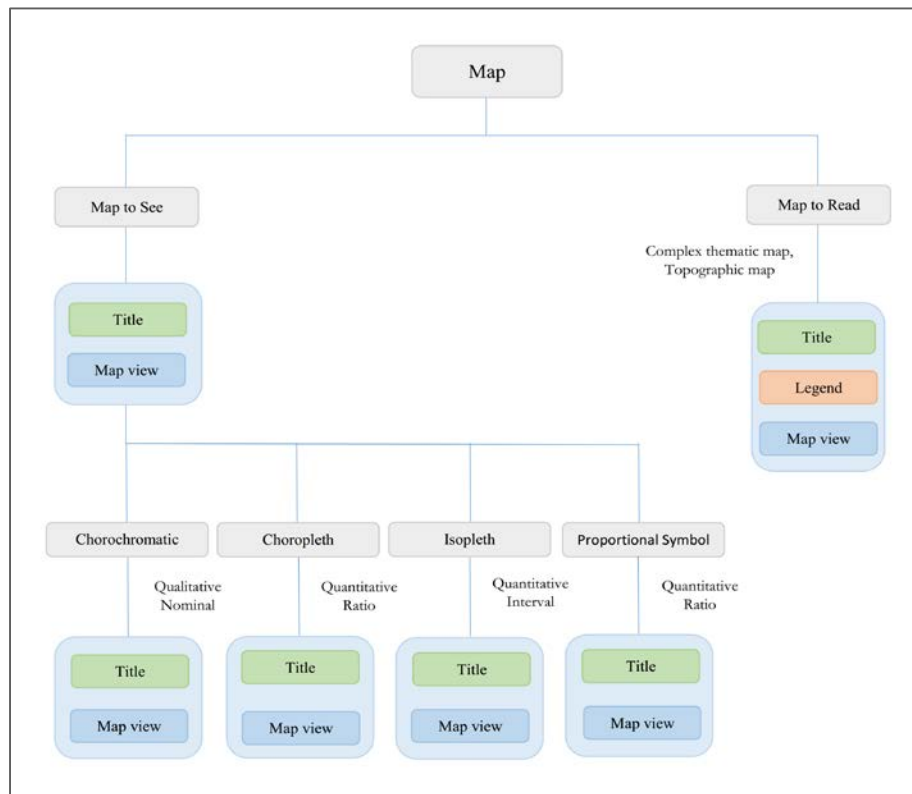 Map
Map to See
Map to Read
Complex thematic map,
Topographic map
Title
Map view
Title
Legend
Map view
Chorochromatic
Choropleth
Isopleth
Proportional Symbol
Qualitative
Nominal
Quantitative
Ratio
Quantitative
Interval
Quantitative
Ratio
Title
Map view
Title
Map view
Title
Map view
Title
Map view